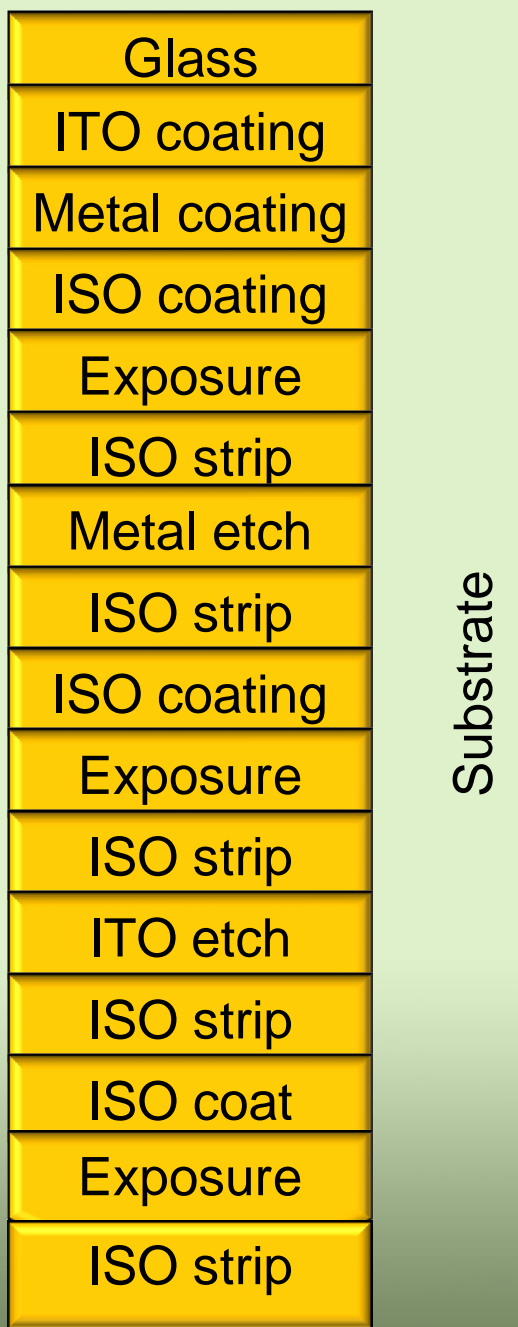 Glass
ITO coating
Metal coating
ISO coating
Exposure
ISO strip
Metal etch
ISO strip
ISO coating
Exposure
ISO strip
ITO etch
ISO strip
ISO coat
Exposure
ISO strip
Substrate